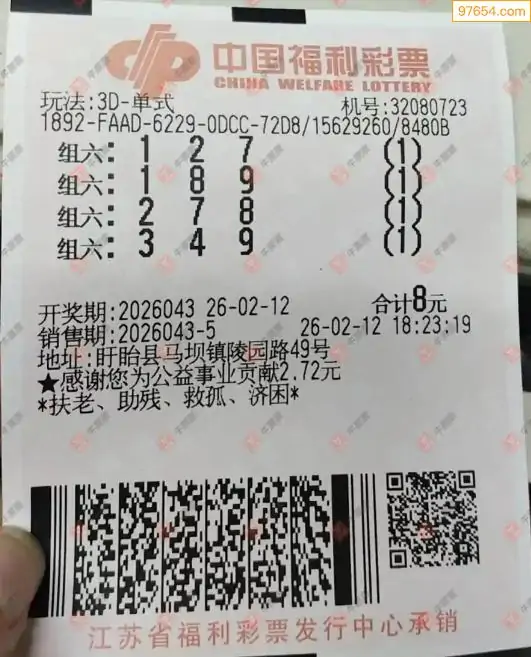 97654.com
中国福利彩票
CHINA WELFARE LOTTERY
玩法:3D-单式 机号:32080723
1892-FAAD-6229-0DCC-72D8/15629260/8480B
组六: 1 2 7 (1)
组六: 1 8 9 (1)
组六: 2 7 8 (1)
组六: 3 4 9 (1)
开奖期:2026043 26-02-12 合计8元
销售期:2026043-5 26-02-12 18:23:19
地址:盱眙县马坝镇陵园路49号
★感谢您为公益事业贡献2.72元
*扶老、助残、救孤、济困*
江苏省福利彩票发行中心承销